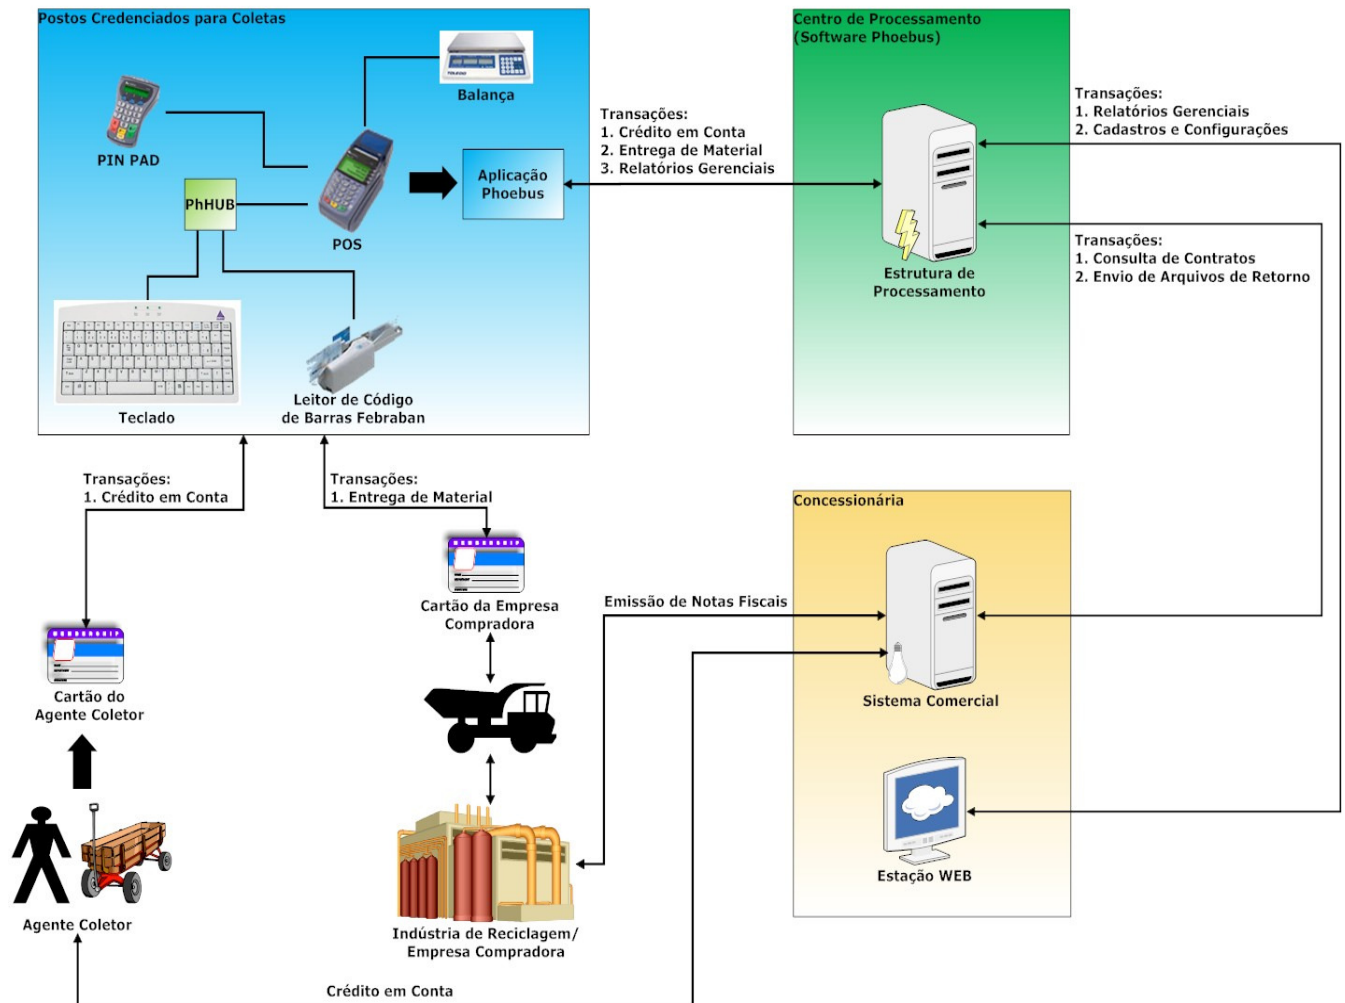 Postos Credenciados para Coletas
Balança
PIN PAD
PhHUB
POS
Aplicação
Phoebus
TOLEDO
Teclado
Leitor de Código
de Barras Febraban
Transações:
1. Crédito em Conta
2. Entrega de Material
3. Relatórios Gerenciais
Centro de Processamento
(Software Phoebus)
Estrutura de
Processamento
Transações:
1. Relatórios Gerenciais
2. Cadastros e Configurações
Transações:
1. Consulta de Contratos
2. Envio de Arquivos de Retorno
Transações:
1. Crédito em Conta
Transações:
1. Entrega de Material
Cartão da Empresa
Compradora
Cartão do
Agente Coletor
Agente Coletor
Indústria de Reciclagem/
Empresa Compradora
Crédito em Conta
Emissão de Notas Fiscais
Concessionária
Sistema Comercial
Estação WEB